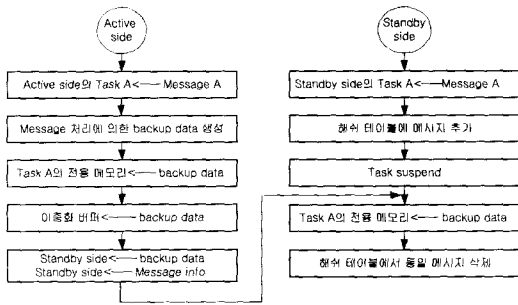 Active
side
Active side의 Task A<—— Message A
Message 처리에 의한 backup data 생성
Task A의 전용 메모리<—— backup data
이중화 버퍼<—— backup data
Standby side<—— backup data
Standby side<—— Message info
Standby
side
Standby side의 Task A<——Message A
해쉬 테이블에 메시지 추가
Task suspend
Task A의 전용 메모리<—— backup data
해쉬 테이블에서 동일 메시지 삭제